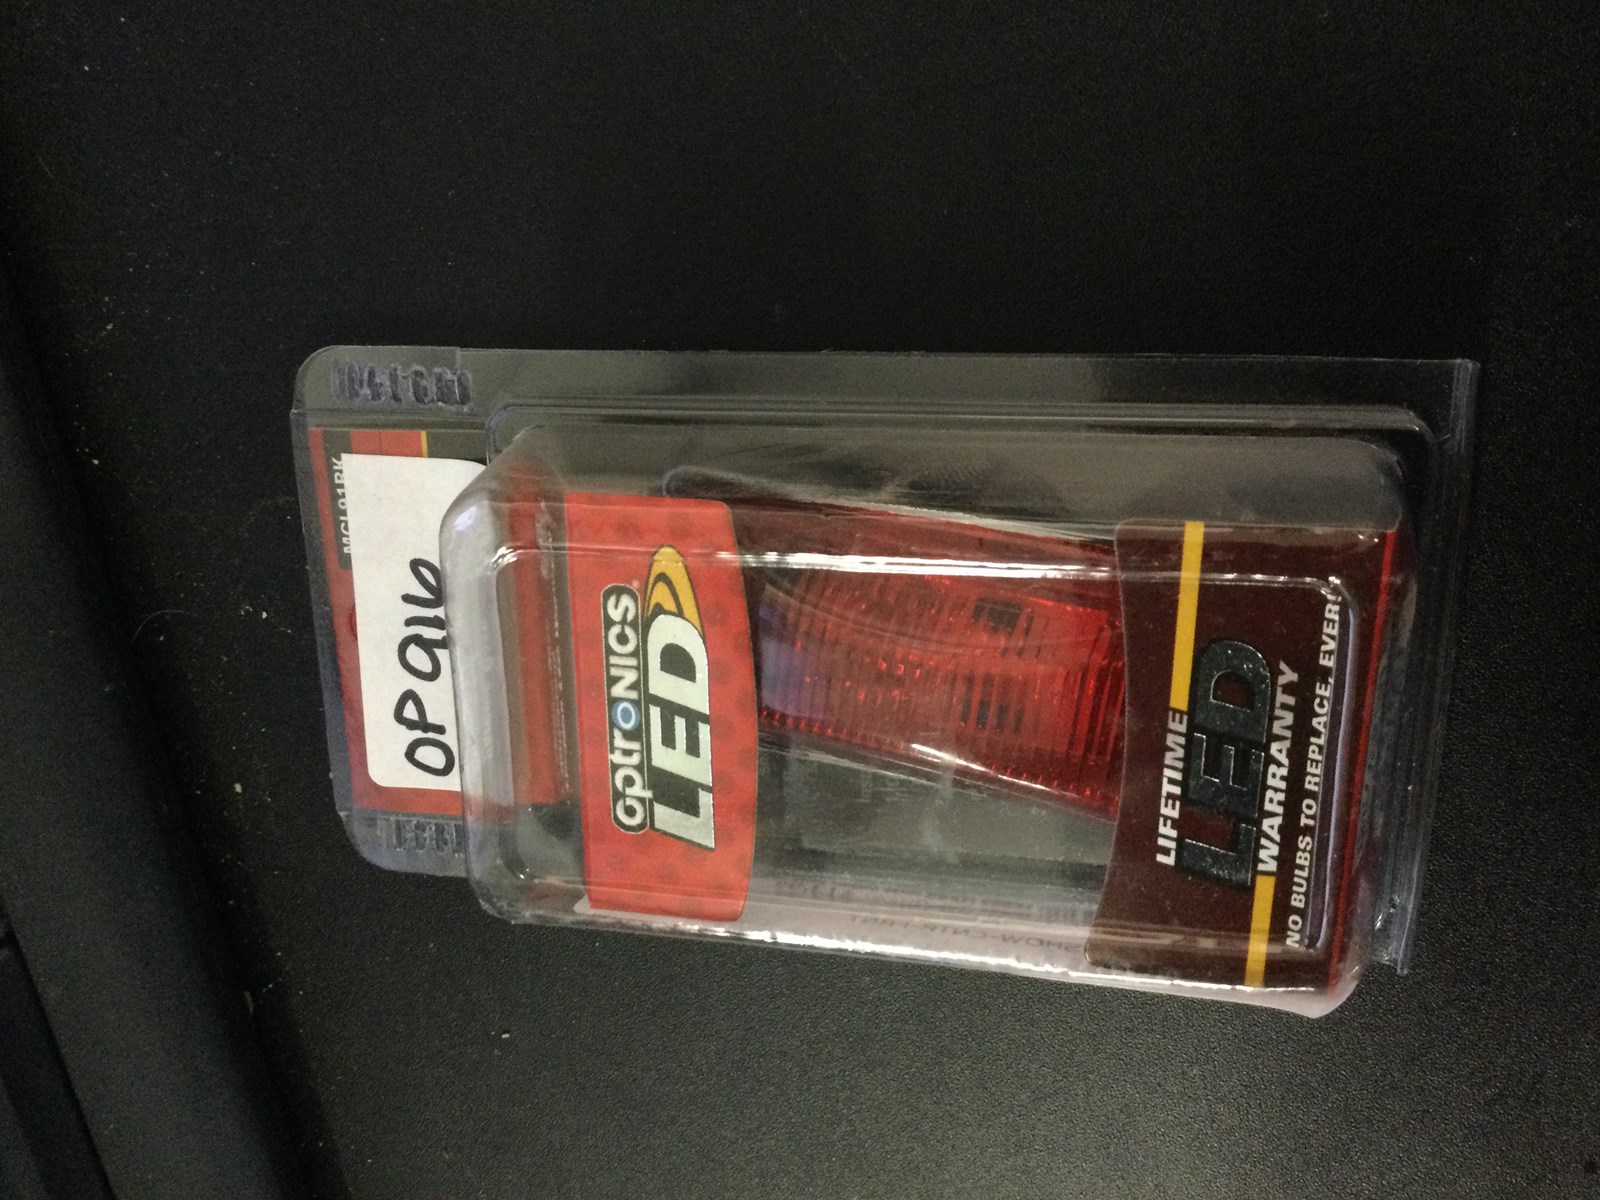 MCL91RK
OP916
optrONICS
LED
LIFETIME
LED
WARRANTY
NO BULBS TO REPLACE, EVER!